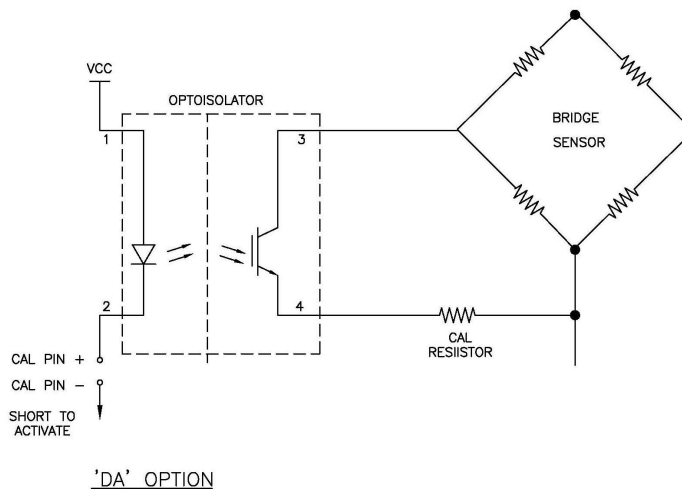 VCC
OPTOISOLATOR
1
3
BRIDGE
SENSOR
2
4
CAL
RESIISTOR
CAL PIN +
CAL PIN –
SHORT TO
ACTIVATE
'DA' OPTION